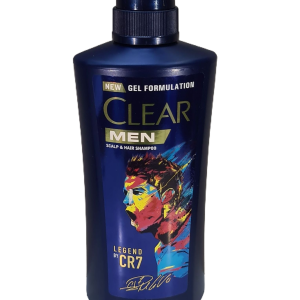 NEW GEL FORMULATION
CLEAR
MEN
SCALP & HAIR SHAMPOO
LEGEND
BY CR7